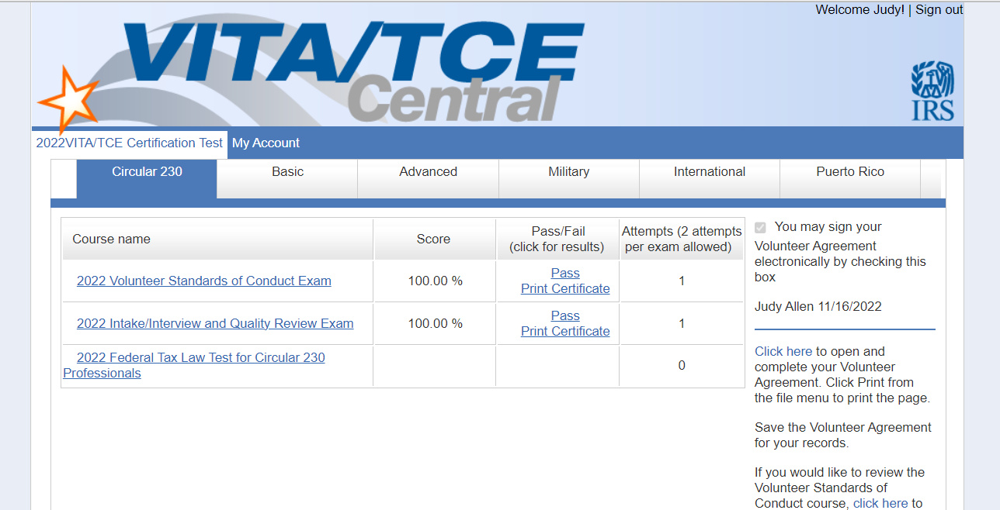 Welcome Judy! | Sign out
VITA/TCE
Central
IRS
2022VITA/TCE Certification Test My Account
Circular 230 Basic Advanced Military International Puerto Rico
Course name Score Pass/Fail (click for results) Attempts (2 attempts per exam allowed)
2022 Volunteer Standards of Conduct Exam 100.00 % Pass Print Certificate 1
2022 Intake/Interview and Quality Review Exam 100.00 % Pass Print Certificate 1
2022 Federal Tax Law Test for Circular 230 Professionals 0
You may sign your
Volunteer Agreement
electronically by checking this
box
Judy Allen 11/16/2022
Click here to open and
complete your Volunteer
Agreement. Click Print from
the file menu to print the page.
Save the Volunteer Agreement
for your records.
If you would like to review the
Volunteer Standards of
Conduct course, click here to